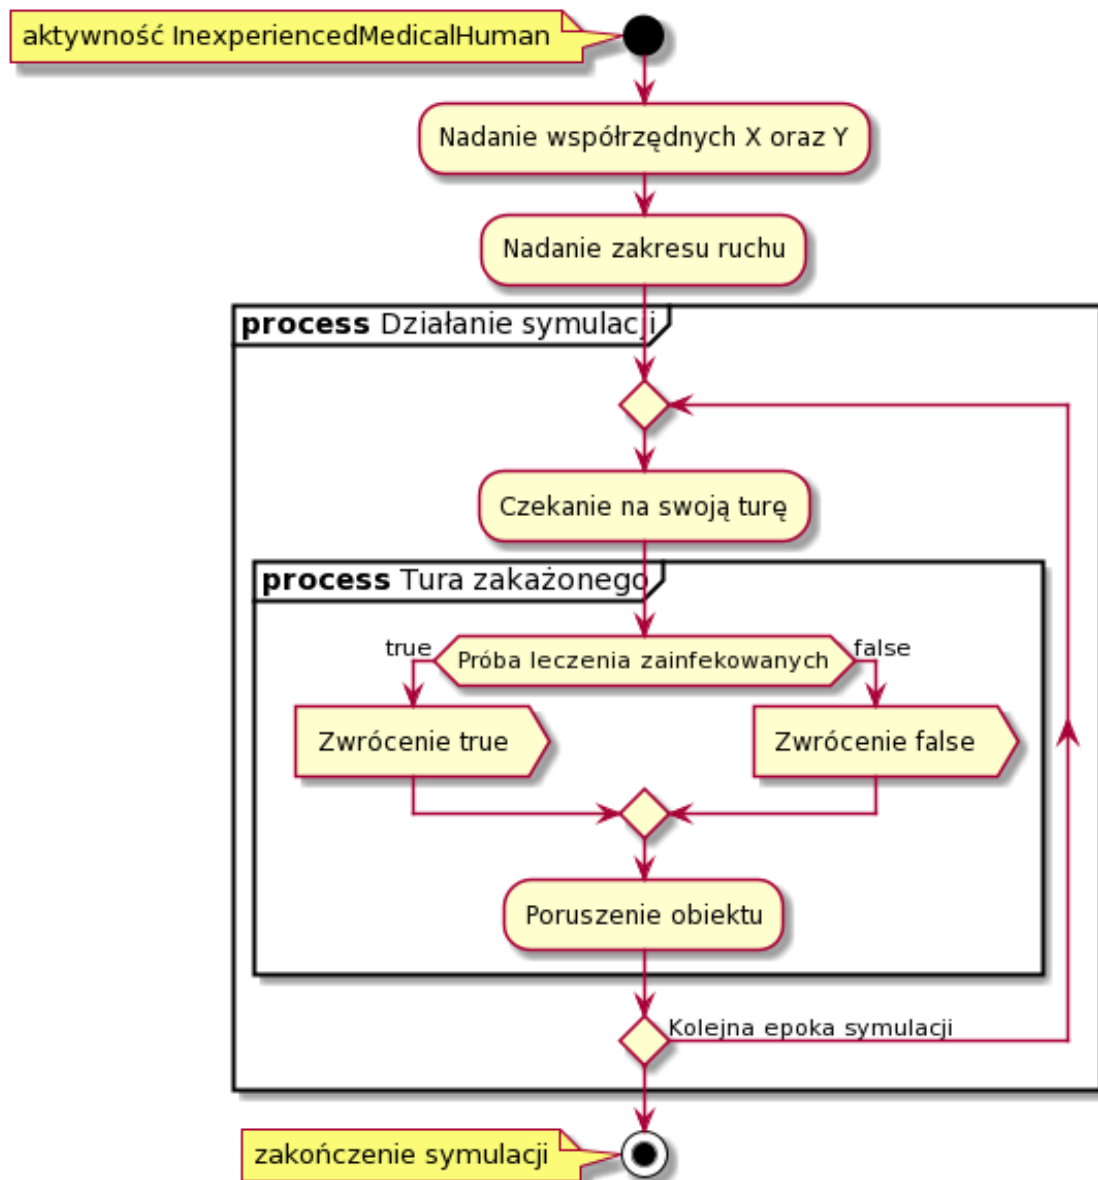 aktywność InexperiencedMedicalHuman
Nadanie współrzędnych X oraz Y
Nadanie zakresu ruchu
process Działanie symulacji
Czekanie na swoją turę
process Tura zakażonego
true
Próba leczenia zainfekowanych
false
Zwrócenie true
Zwrócenie false
Poruszenie obiektu
Kolejna epoka symulacji
zakończenie symulacji